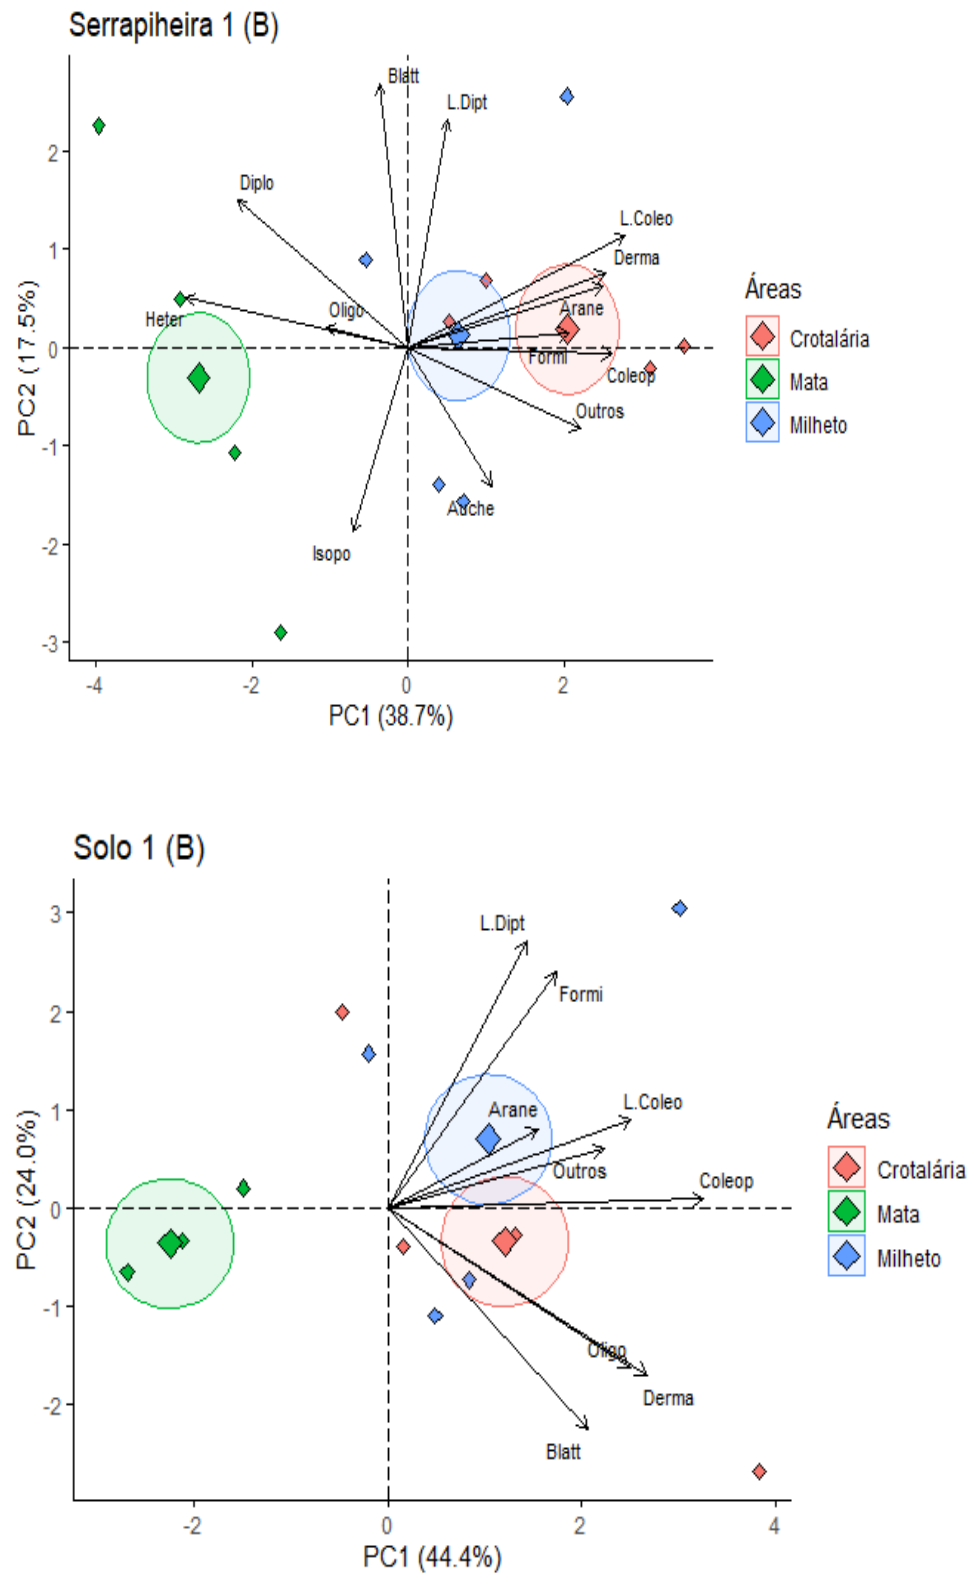 Serrapiheira 1 (B)
Blatt
L.Dipt
Diplo
L.Coleo
Derma
Oligo
Arane
Heter
Formi
Coleop
Outros
Auche
Isopo
2
1
0
-1
-2
-3
PC2 (17.5%)
-4
-2
0
2
PC1 (38.7%)
Áreas
Crotalária
Mata
Milheto
Solo 1 (B)
L.Dipt
Formi
Arane
L.Coleo
Outros
Coleop
Oligo
Derma
Blatt
3
2
1
0
-1
-2
PC2 (24.0%)
-2
0
2
4
PC1 (44.4%)
Áreas
Crotalária
Mata
Milheto